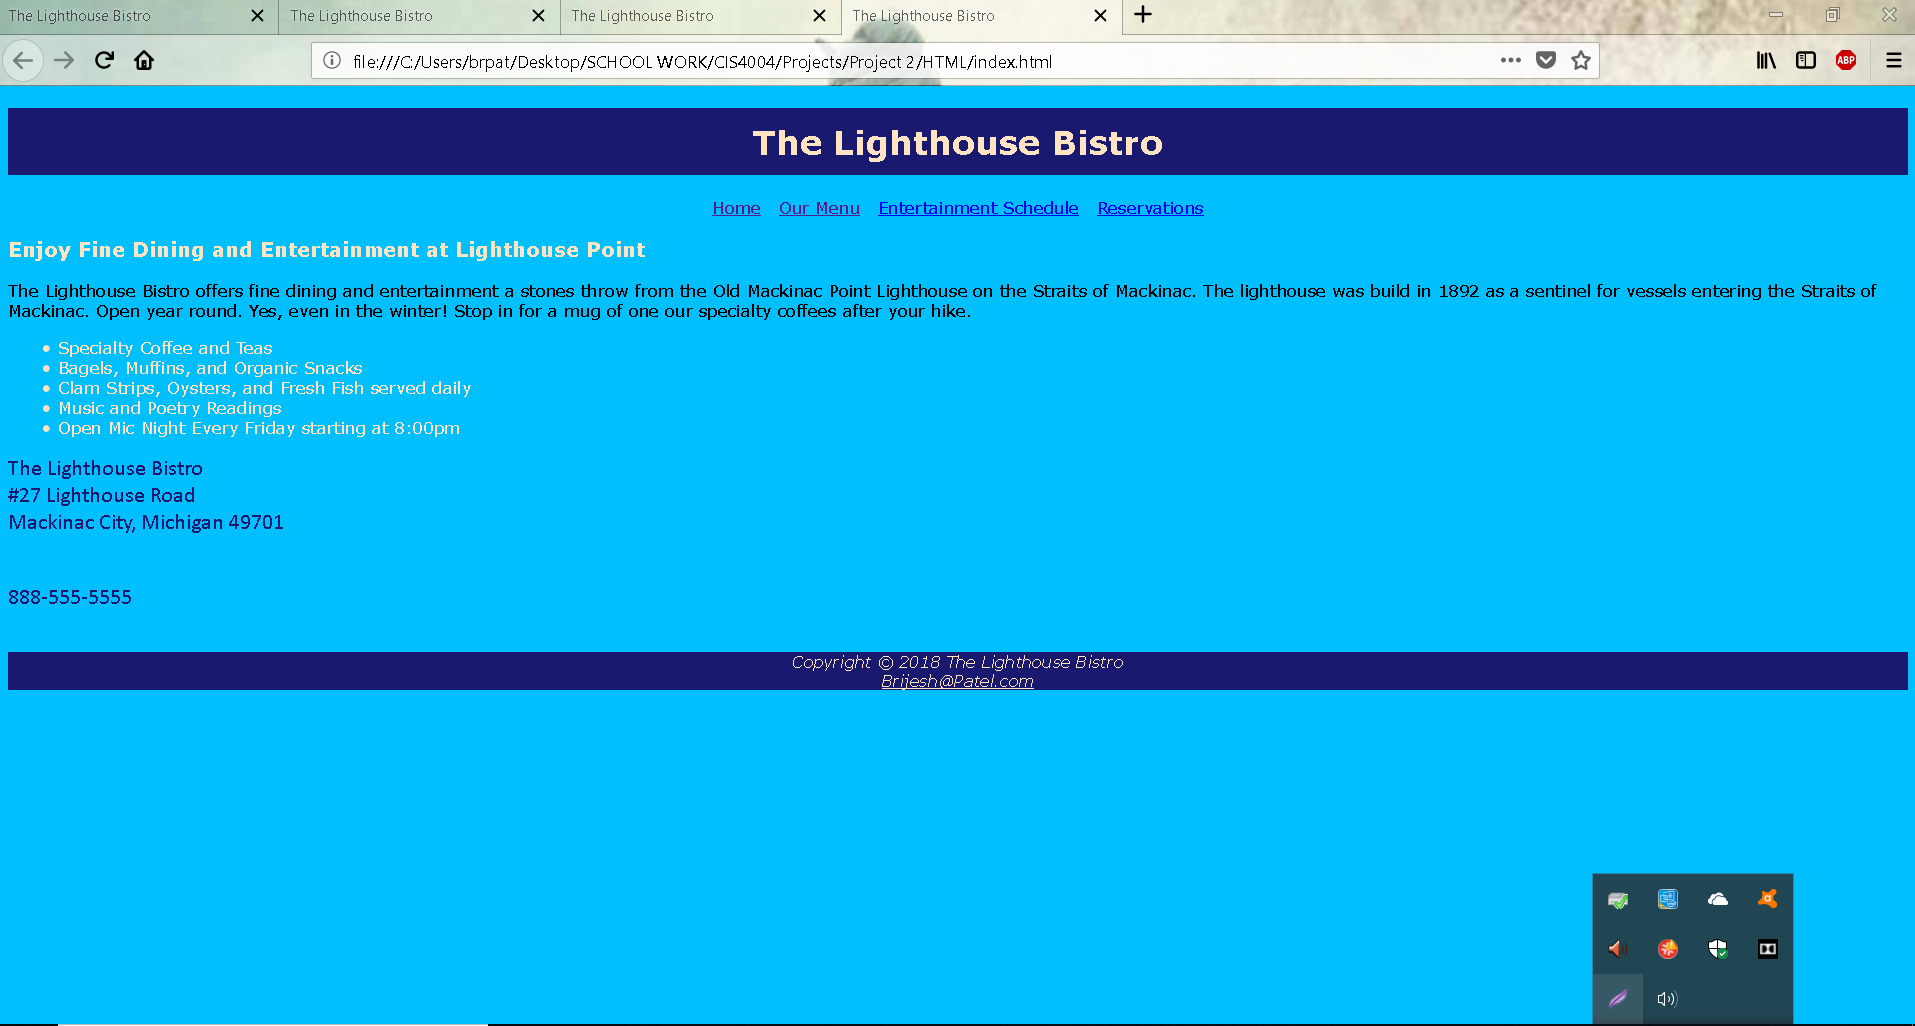 The Lighthouse Bistro The Lighthouse Bistro The Lighthouse Bistro The Lighthouse Bistro
file:///C:/Users/brpat/Desktop/SCHOOL WORK/CIS4004/Projects/Project 2/HTML/index.html
ABP
The Lighthouse Bistro
Home Our Menu Entertainment Schedule Reservations
Enjoy Fine Dining and Entertainment at Lighthouse Point
The Lighthouse Bistro offers fine dining and entertainment a stones throw from the Old Mackinac Point Lighthouse on the Straits of Mackinac. The lighthouse was build in 1892 as a sentinel for vessels entering the Straits of
Mackinac. Open year round. Yes, even in the winter! Stop in for a mug of one our specialty coffees after your hike.
• Specialty Coffee and Teas
• Bagels, Muffins, and Organic Snacks
• Clam Strips, Oysters, and Fresh Fish served daily
• Music and Poetry Readings
• Open Mic Night Every Friday starting at 8:00pm
The Lighthouse Bistro
#27 Lighthouse Road
Mackinac City, Michigan 49701
888-555-5555
Copyright © 2018 The Lighthouse Bistro
Brijesh@Patel.com